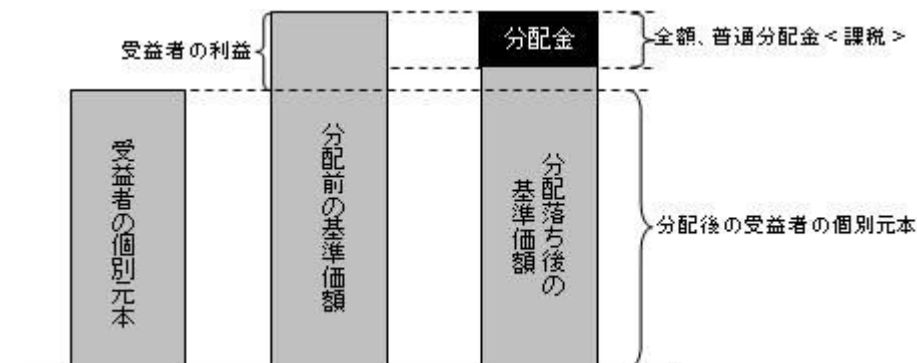 受益者の利益
分配金
全額、普通分配金＜課税＞
受益者の個別元本
分配前の基準価額
分配落ち後の
基準価額
分配後の受益者の個別元本